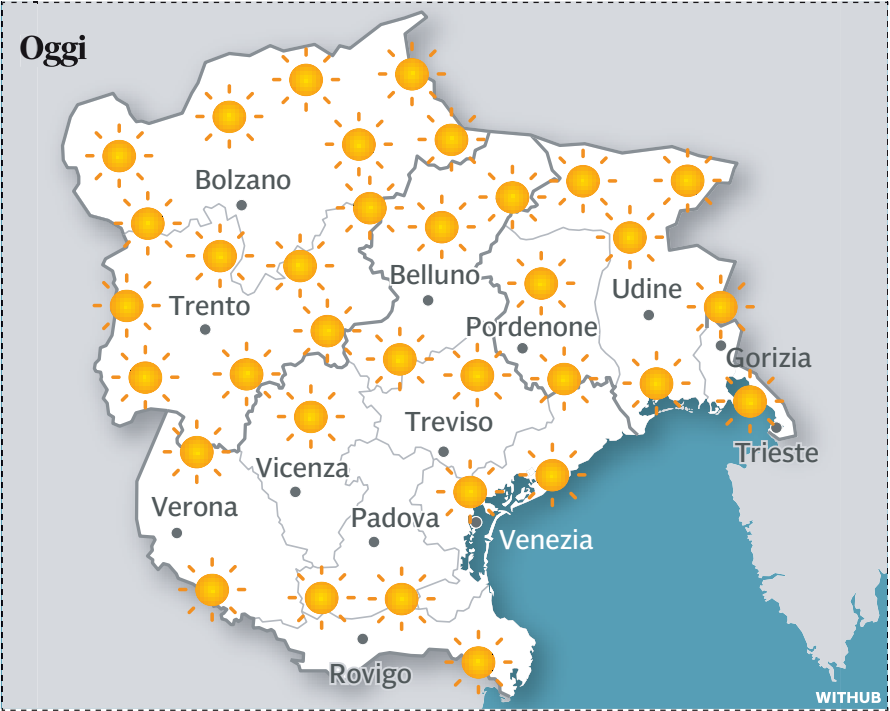 Oggi
Bolzano
Belluno
Udine
Trento
Pordenone
Gorizia
Treviso
Trieste
Vicenza
Verona
Padova
Venezia
Rovigo
WITHUB